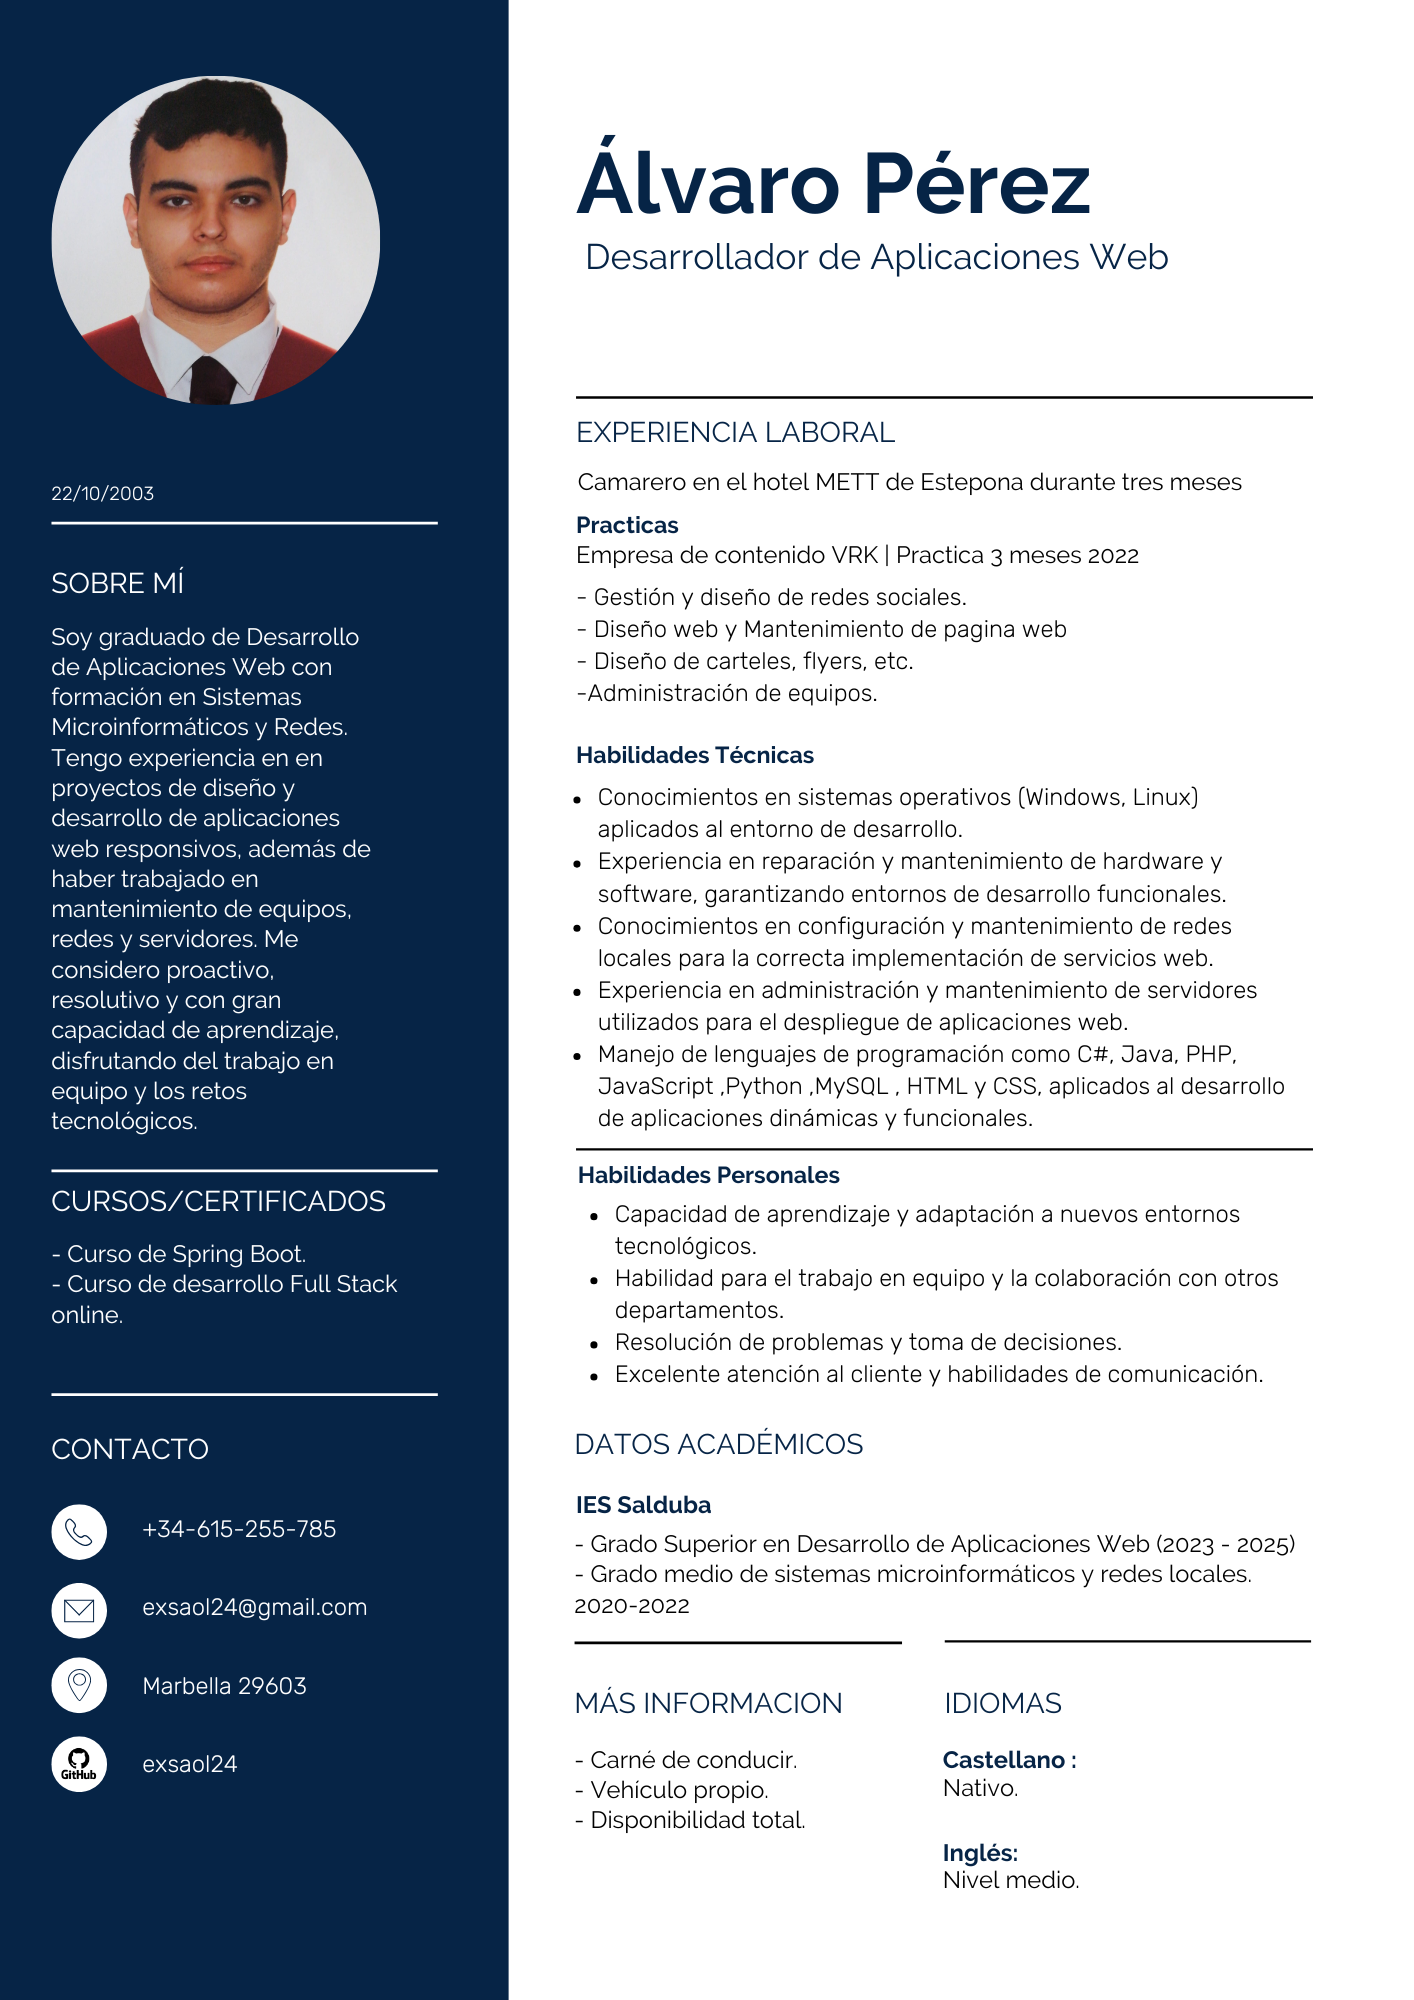 22/10/2003
SOBRE MÍ
Soy graduado de Desarrollo
de Aplicaciones Web con
formación en Sistemas
Microinformáticos y Redes.
Tengo experiencia en en
proyectos de diseño y
desarrollo de aplicaciones
web responsivos, además de
haber trabajado en
mantenimiento de equipos,
redes y servidores. Me
considero proactivo,
resolutivo y con gran
capacidad de aprendizaje,
disfrutando del trabajo en
equipo y los retos
tecnológicos.
CURSOS/CERTIFICADOS
- Curso de Spring Boot.
- Curso de desarrollo Full Stack
online.
CONTACTO
+34-615-255-785
exsaol24@gmail.com
Marbella 29603
GitHub
exsaol24
Álvaro Pérez
Desarrollador de Aplicaciones Web
EXPERIENCIA LABORAL
Camarero en el hotel METT de Estepona durante tres meses
Practicas
Empresa de contenido VRK | Practica 3 meses 2022
- Gestión y diseño de redes sociales.
- Diseño web y Mantenimiento de pagina web
- Diseño de carteles, flyers, etc.
-Administración de equipos.
Habilidades Técnicas
• Conocimientos en sistemas operativos (Windows, Linux)
aplicados al entorno de desarrollo.
• Experiencia en reparación y mantenimiento de hardware y
software, garantizando entornos de desarrollo funcionales.
• Conocimientos en configuración y mantenimiento de redes
locales para la correcta implementación de servicios web.
• Experiencia en administración y mantenimiento de servidores
utilizados para el despliegue de aplicaciones web.
• Manejo de lenguajes de programación como C#, Java, PHP,
JavaScript ,Python ,MySQL , HTML y CSS, aplicados al desarrollo
de aplicaciones dinámicas y funcionales.
Habilidades Personales
• Capacidad de aprendizaje y adaptación a nuevos entornos
tecnológicos.
• Habilidad para el trabajo en equipo y la colaboración con otros
departamentos.
• Resolución de problemas y toma de decisiones.
• Excelente atención al cliente y habilidades de comunicación.
DATOS ACADÉMICOS
IES Salduba
- Grado Superior en Desarrollo de Aplicaciones Web (2023 - 2025)
- Grado medio de sistemas microinformáticos y redes locales.
2020-2022
MÁS INFORMACION
- Carné de conducir.
- Vehículo propio.
- Disponibilidad total.
IDIOMAS
Castellano :
Nativo.
Inglés:
Nivel medio.